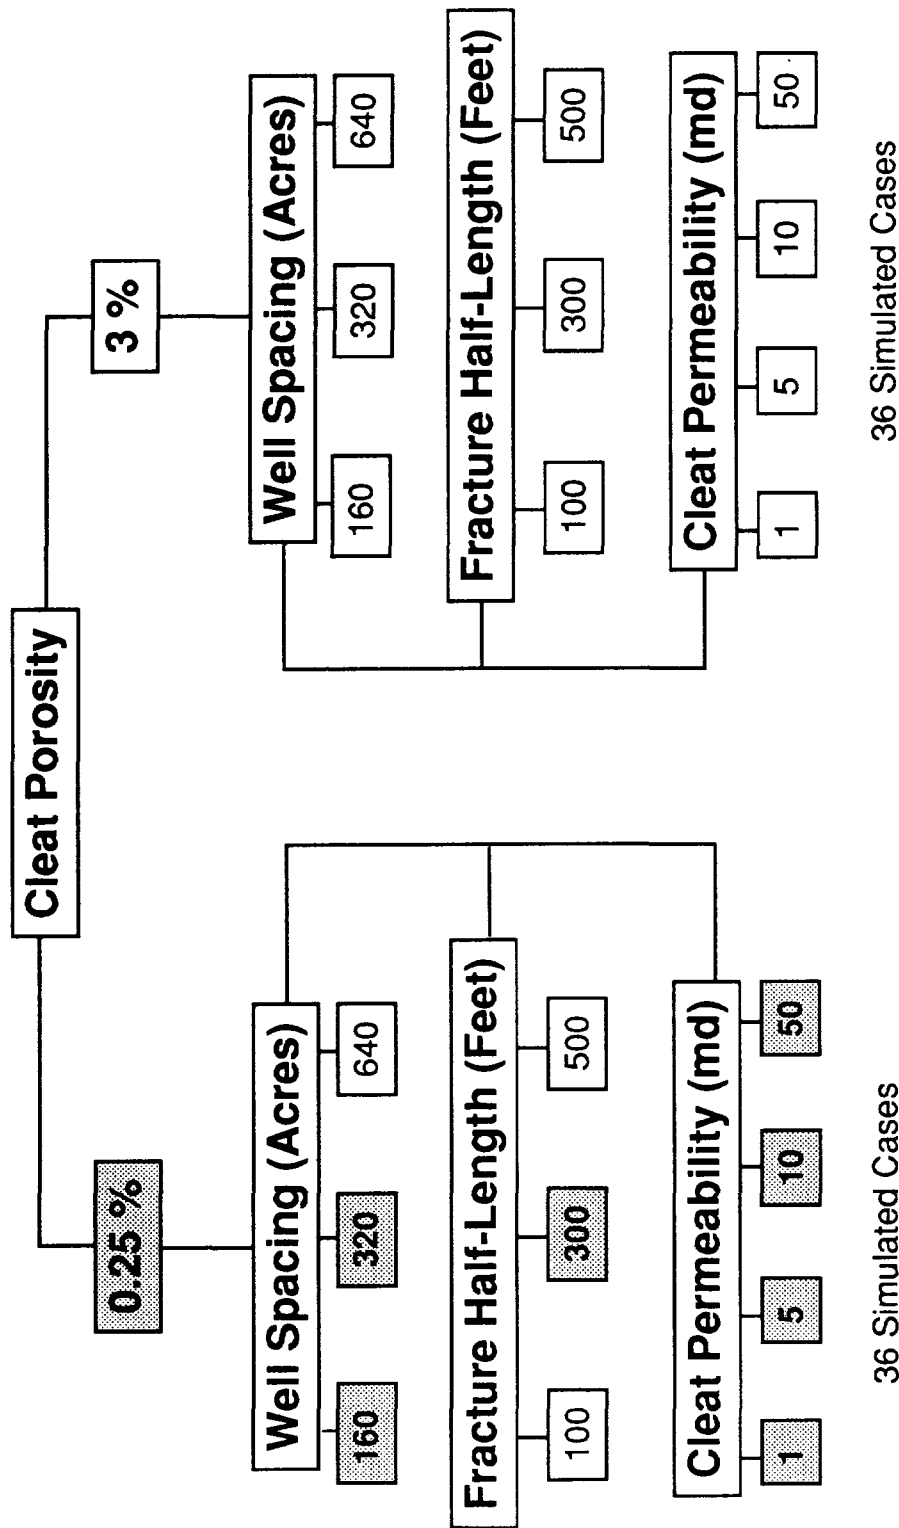 Cleat Porosity
0.25 %
Well Spacing (Acres)
160
320
640
Fracture Half-Length (Feet)
100
300
500
Cleat Permeability (md)
1
5
10
50
36 Simulated Cases
3 %
Well Spacing (Acres)
160
320
640
Fracture Half-Length (Feet)
100
300
500
Cleat Permeability (md)
1
5
10
50
36 Simulated Cases